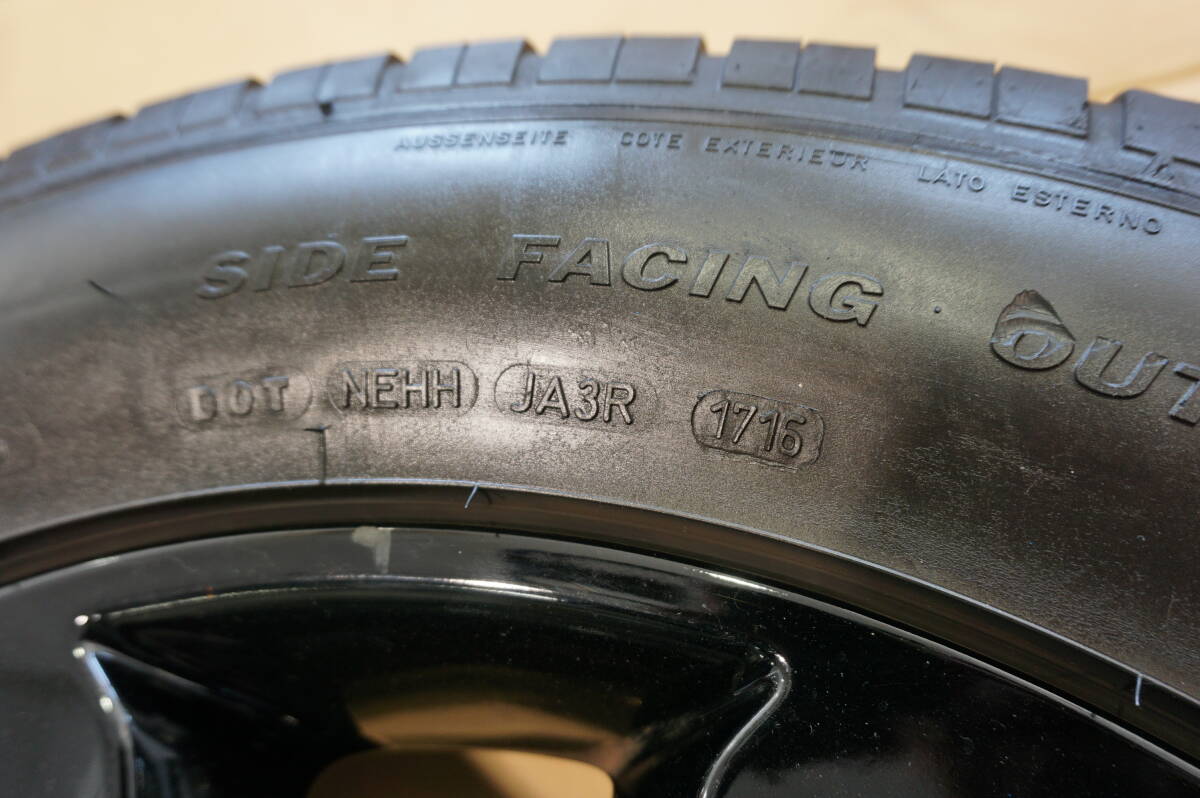 AUSSENSEITE COTE EXTERIEUR LATO ESTERNO
SIDE FACING OUT
DOT NEHH JA3R 1716